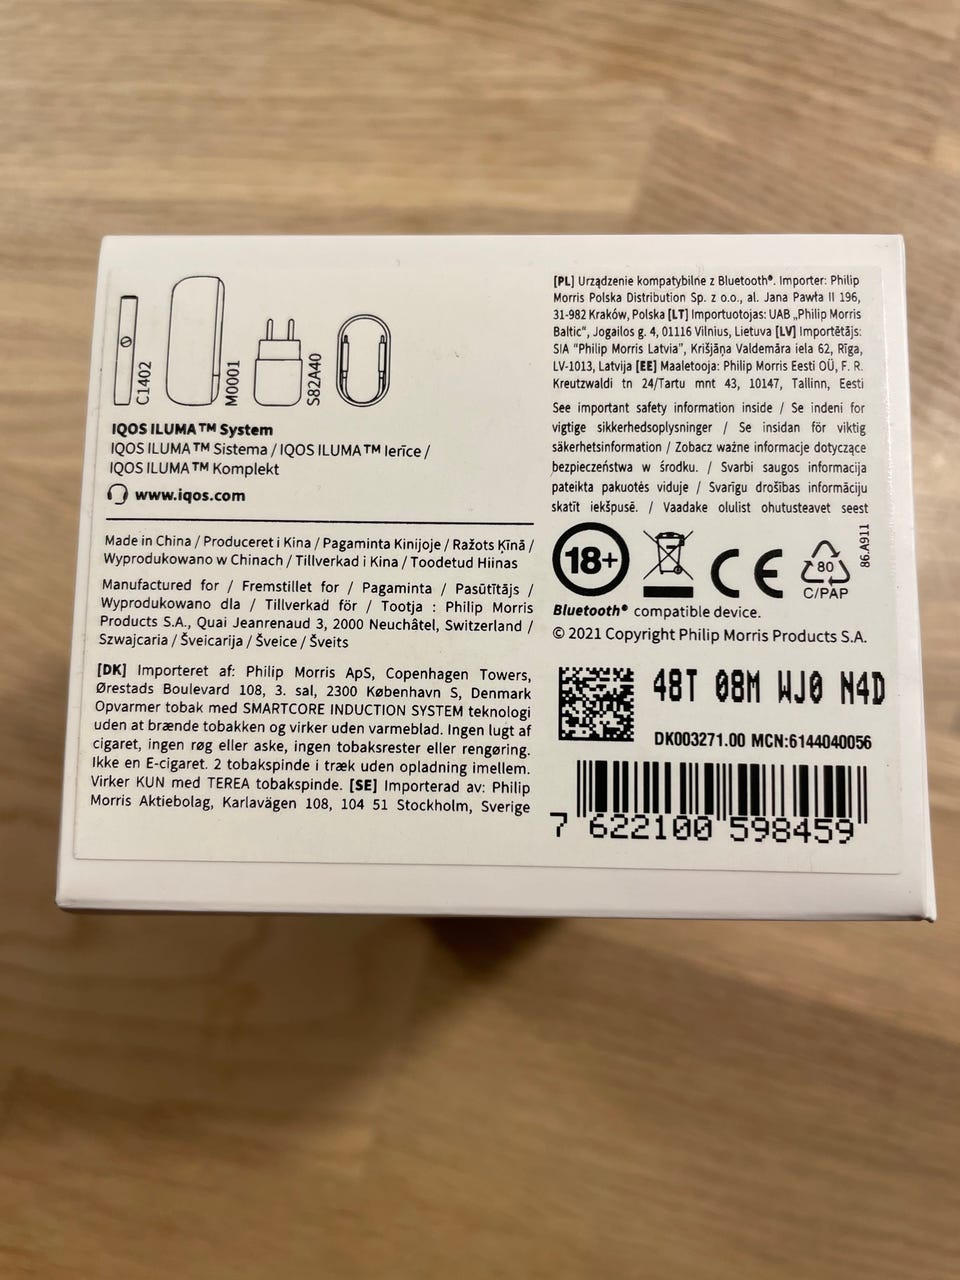 C1402
M0001
S82A40
IQOS ILUMA™ System
IQOS ILUMA™ Sistema / IQOS ILUMA™ Ierīce /
IQOS ILUMA™ Komplekt
www.iqos.com
Made in China / Produceret i Kina / Pagaminta Kinijoje / Ražots Ķīnā /
Wyprodukowano w Chinach / Tillverkad i Kina / Toodetud Hiinas
Manufactured for / Fremstillet for / Pagaminta / Pasūtītājs /
Wyprodukowano dla / Tillverkad för / Tootja : Philip Morris
Products S.A., Quai Jeanrenaud 3, 2000 Neuchâtel, Switzerland /
Szwajcaria / Šveicarija / Šveice / Šveits
[DK] Importeret af: Philip Morris ApS, Copenhagen Towers,
Ørestads Boulevard 108, 3. sal, 2300 København S, Denmark
Opvarmer tobak med SMARTCORE INDUCTION SYSTEM teknologi
uden at brænde tobakken og virker uden varmeblad. Ingen lugt af
cigaret, ingen røg eller aske, ingen tobaksrester eller rengøring.
Ikke en E-cigaret. 2 tobakspinde i træk uden opladning imellem.
Virker KUN med TEREA tobakspinde. [SE] Importerad av: Philip
Morris Aktiebolag, Karlavägen 108, 104 51 Stockholm, Sverige
[PL] Urządzenie kompatybilne z Bluetooth®. Importer: Philip
Morris Polska Distribution Sp. z o.o., al. Jana Pawła II 196,
31-982 Kraków, Polska [LT] Importuotojas: UAB „Philip Morris
Baltic“, Jogailos g. 4, 01116 Vilnius, Lietuva [LV] Importētājs:
SIA "Philip Morris Latvia", Krišjāņa Valdemāra iela 62, Rīga,
LV-1013, Latvija [EE] Maaletooja: Philip Morris Eesti OÜ, F. R.
Kreutzwaldi tn 24/Tartu mnt 43, 10147, Tallinn, Eesti
See important safety information inside / Se indeni for
vigtige sikkerhedsoplysninger / Se insidan för viktig
säkerhetsinformation / Zobacz ważne informacje dotyczące
bezpieczeństwa w środku. / Svarbi saugos informacija
pateikta pakuotės viduje / Svarīgu drošības informāciju
skatīt iekšpusē. / Vaadake olulist ohutusteavet seest
18+
CE
80
C/PAP
86.A911
Bluetooth® compatible device.
© 2021 Copyright Philip Morris Products S.A.
48T 08M WJ0 N4D
DK003271.00 MCN:6144040056
7 622100 598459